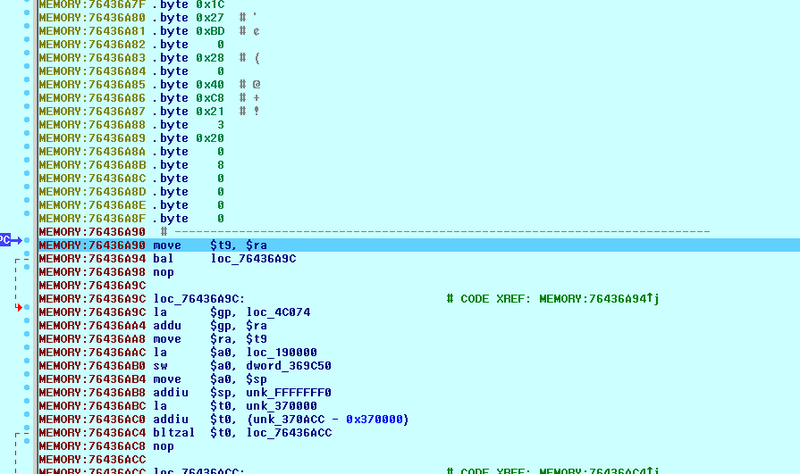 MEMORY:76436A7F .byte 0x1C
MEMORY:76436A80 .byte 0x27 # '
MEMORY:76436A81 .byte 0xBD # ¢
MEMORY:76436A82 .byte 0
MEMORY:76436A83 .byte 0x28 # (
MEMORY:76436A84 .byte 0
MEMORY:76436A85 .byte 0x40 # @
MEMORY:76436A86 .byte 0xC8 # +
MEMORY:76436A87 .byte 0x21 # !
MEMORY:76436A88 .byte 3
MEMORY:76436A89 .byte 0x20
MEMORY:76436A8A .byte 0
MEMORY:76436A8B .byte 8
MEMORY:76436A8C .byte 0
MEMORY:76436A8D .byte 0
MEMORY:76436A8E .byte 0
MEMORY:76436A8F .byte 0
MEMORY:76436A90 # ---------------------------------------------------------------------------
PC MEMORY:76436A90 move $t9, $ra
MEMORY:76436A94 bal loc_76436A9C
MEMORY:76436A98 nop
MEMORY:76436A9C
MEMORY:76436A9C loc_76436A9C: # CODE XREF: MEMORY:76436A94↑j
MEMORY:76436A9C la $gp, loc_4C074
MEMORY:76436AA4 addu $gp, $ra
MEMORY:76436AA8 move $ra, $t9
MEMORY:76436AAC la $a0, loc_190000
MEMORY:76436AB0 sw $a0, dword_369C50
MEMORY:76436AB4 move $a0, $sp
MEMORY:76436AB8 addiu $sp, unk_FFFFFFF0
MEMORY:76436ABC la $t0, unk_370000
MEMORY:76436AC0 addiu $t0, (unk_370ACC - 0x370000)
MEMORY:76436AC4 bltzal $t0, loc_76436ACC
MEMORY:76436AC8 nop
MEMORY:76436ACC
MEMORY:76436ACC loc_76436ACC: # CODE XREF: MEMORY:76436AC4↑j